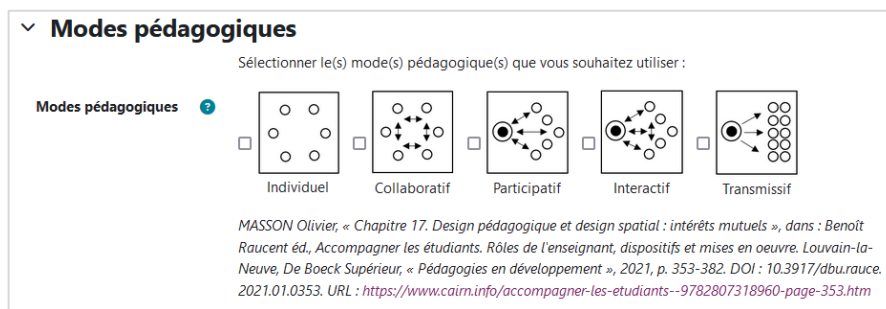 Modes pédagogiques
Sélectionner le(s) mode(s) pédagogique(s) que vous souhaitez utiliser :
Modes pédagogiques ?
Individuel Collaboratif Participatif Interactif Transmissif
MASSON Olivier, « Chapitre 17. Design pédagogique et design spatial : intérêts mutuels », dans : Benoît
Raucent éd., Accompagner les étudiants. Rôles de l'enseignant, dispositifs et mises en oeuvre. Louvain-la-
Neuve, De Boeck Supérieur, « Pédagogies en développement », 2021, p. 353-382. DOI : 10.3917/dbu.rauce.
2021.01.0353. URL : https://www.cairn.info/accompagner-les-etudiants--9782807318960-page-353.htm